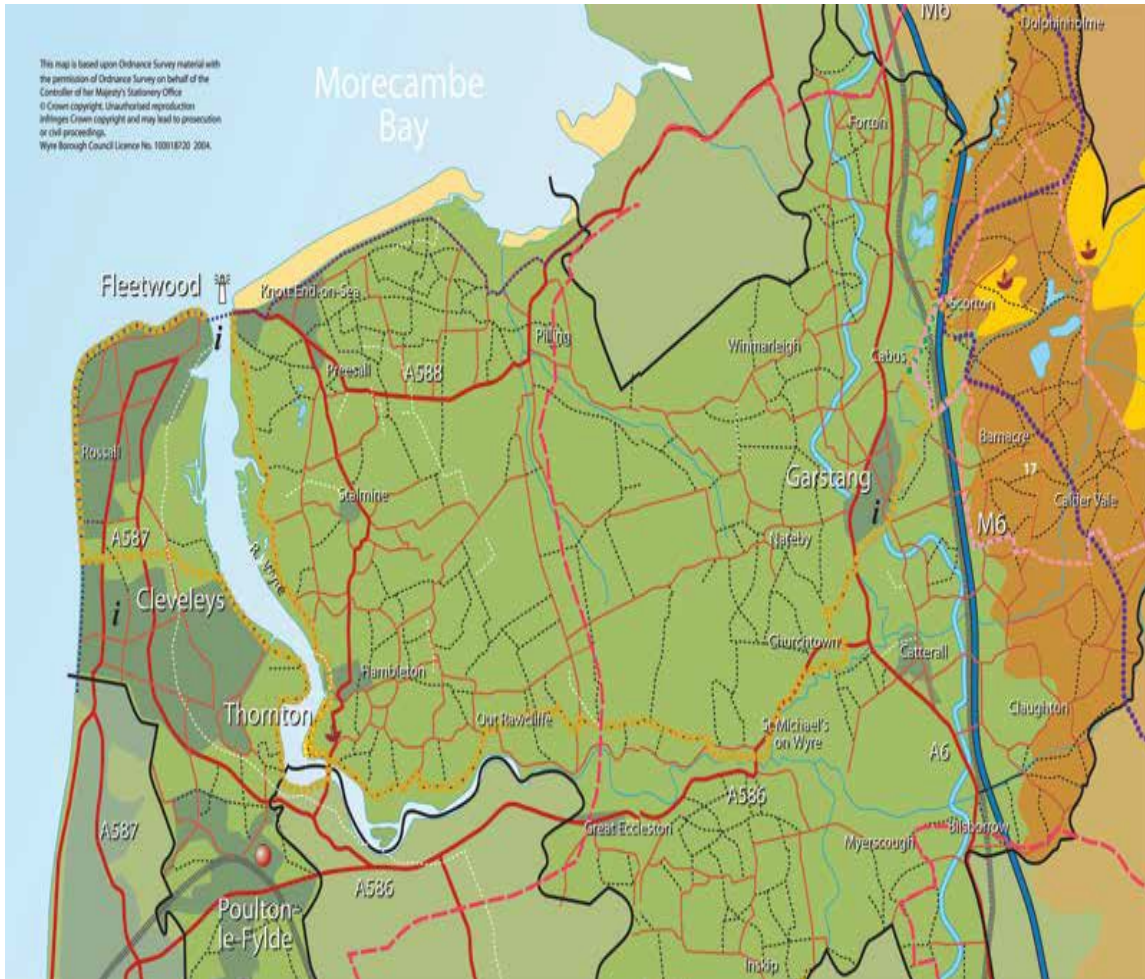 This map is based upon Ordnance Survey material with
the permission of Ordnance Survey on behalf of the
Controller of her Majesty's Stationery Office
© Crown copyright. Unauthorised reproduction
infringes Crown copyright and may lead to prosecution
or civil proceedings.
Wyre Borough Council Licence No. 100018720 2004.
M6
Dolphinholme
Morecambe
Bay
Forton
Fleetwood
i
Knott End-on-Sea
Scorton
Pilling
Winmarleigh
Cabus
Preesall
A588
Rossall
Barnacre
17
Garstang
i
Calder Vale
Stalmine
M6
A587
Nateby
R. Wyre
i
Cleveleys
Churchtown
Catterall
Hambleton
Claughton
Thornton
Out Rawcliffe
St Michael's
on Wyre
A6
A586
A587
Great Eccleston
Bilsborrow
Myerscough
A586
Poulton-
le-Fylde
Inskip